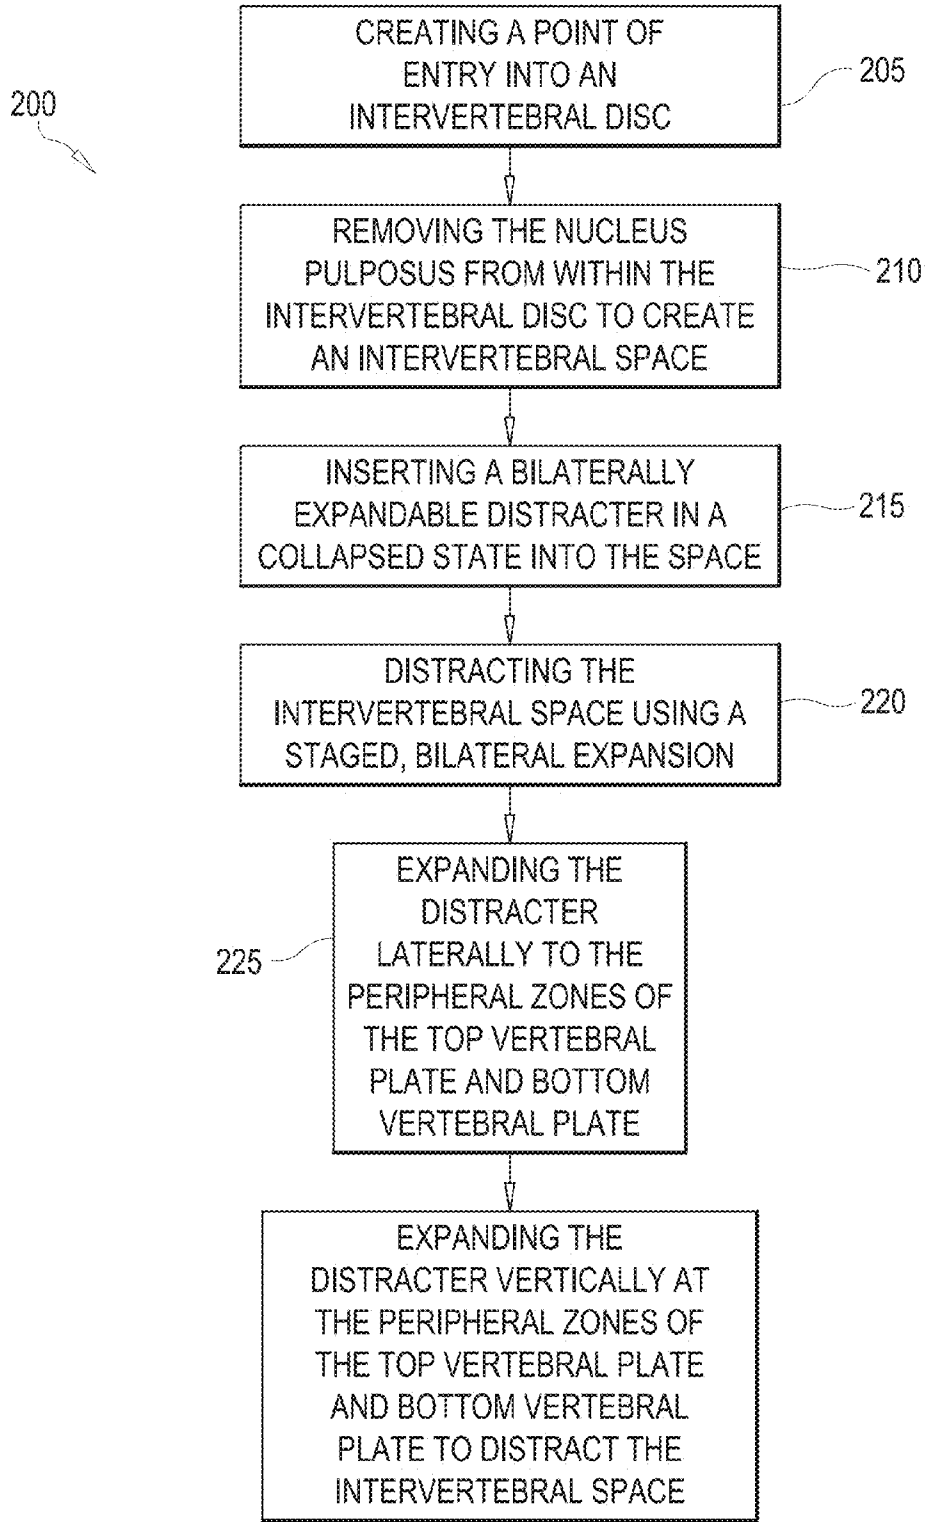 200
CREATING A POINT OF
ENTRY INTO AN
INTERVERTEBRAL DISC
205
REMOVING THE NUCLEUS
PULPOSUS FROM WITHIN THE
INTERVERTEBRAL DISC TO CREATE
AN INTERVERTEBRAL SPACE
210
INSERTING A BILATERALLY
EXPANDABLE DISTRACTER IN A
COLLAPSED STATE INTO THE SPACE
215
DISTRACTING THE
INTERVERTEBRAL SPACE USING A
STAGED, BILATERAL EXPANSION
220
EXPANDING THE
DISTRACTER
LATERALLY TO THE
PERIPHERAL ZONES OF
THE TOP VERTEBRAL
PLATE AND BOTTOM
VERTEBRAL PLATE
225
EXPANDING THE
DISTRACTER VERTICALLY AT
THE PERIPHERAL ZONES OF
THE TOP VERTEBRAL PLATE
AND BOTTOM VERTEBRAL
PLATE TO DISTRACT THE
INTERVERTEBRAL SPACE